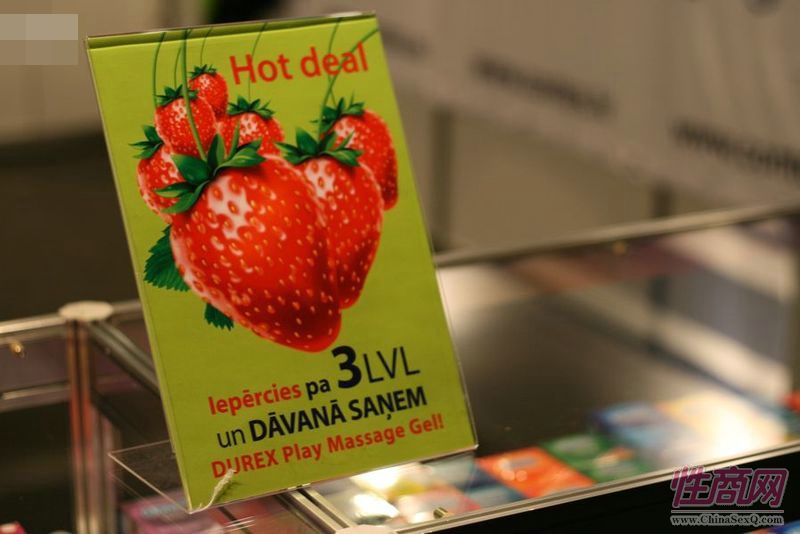 Hot deal
Iepērcies pa 3 LVL
un DĀVANĀ SAŅEM
DUREX Play Massage Gel!
性商网
www.ChinaSexQ.com